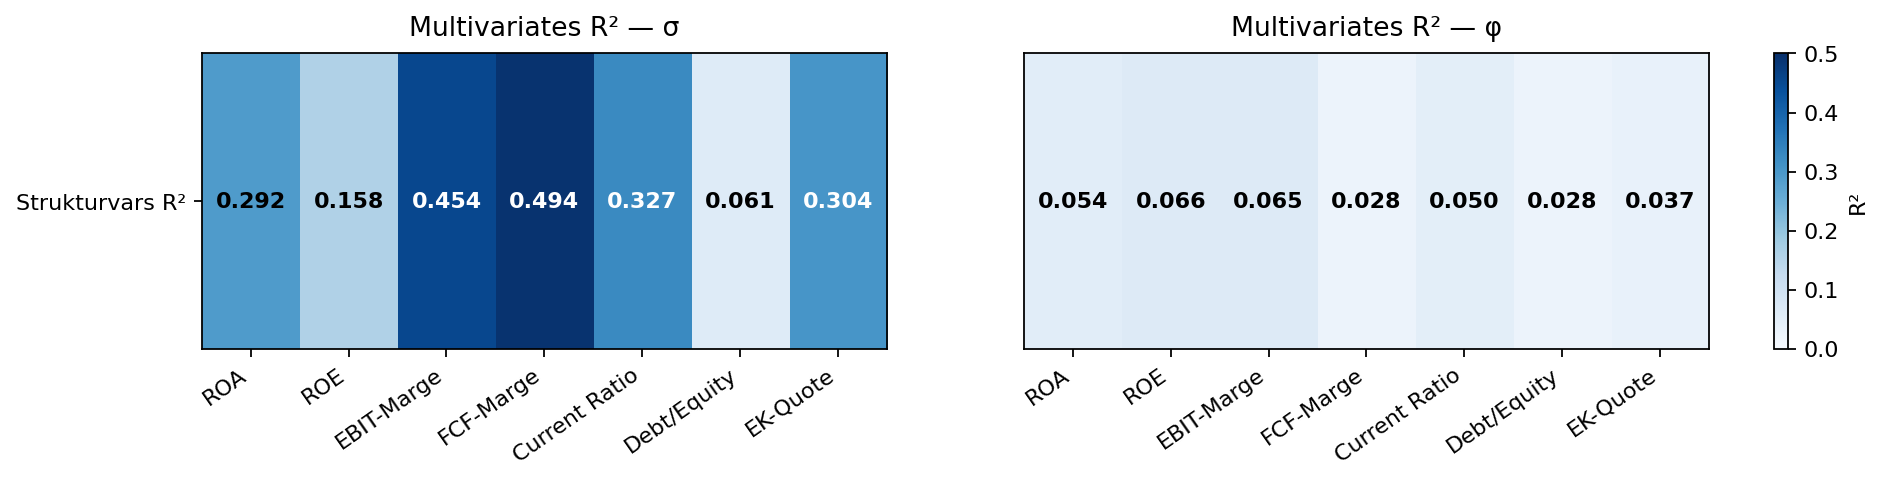 Multivariates R² — σ
Strukturvars R²
0.292 0.158 0.454 0.494 0.327 0.061 0.304
ROA ROE EBIT-Marge FCF-Marge Current Ratio Debt/Equity EK-Quote
Multivariates R² — φ
0.054 0.066 0.065 0.028 0.050 0.028 0.037
ROA ROE EBIT-Marge FCF-Marge Current Ratio Debt/Equity EK-Quote
0.5
0.4
0.3
0.2
0.1
0.0
R²